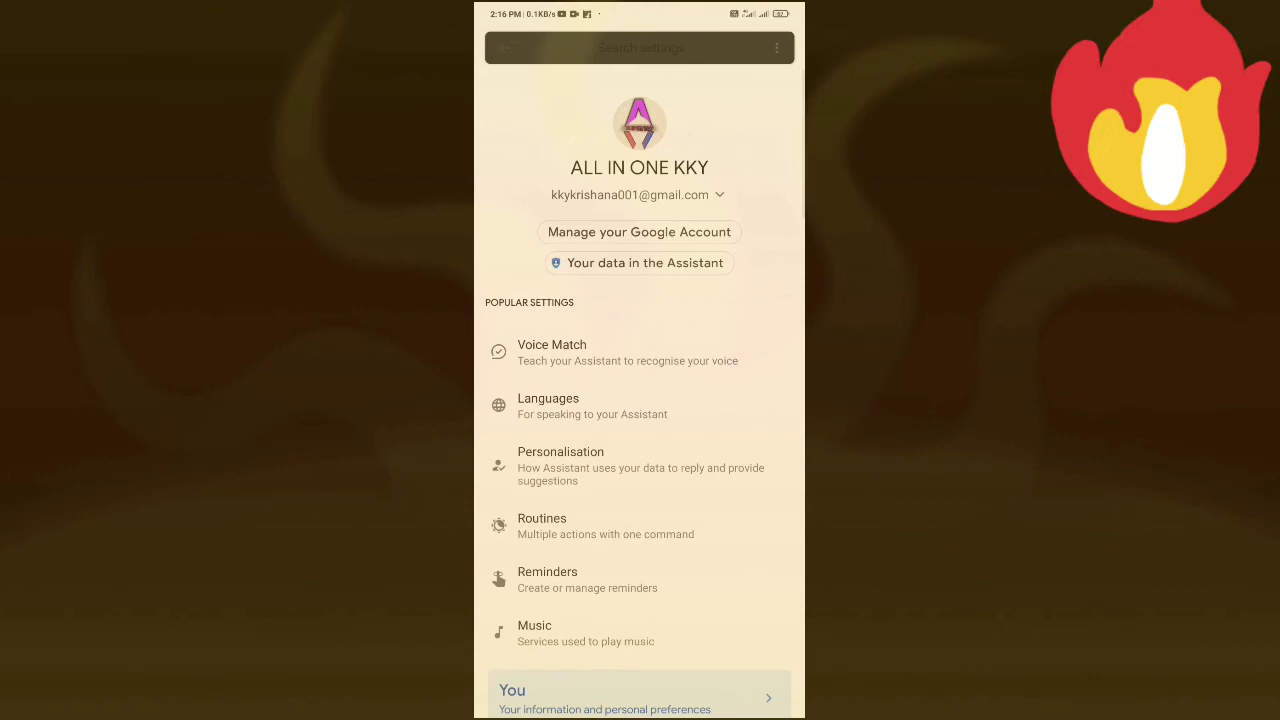 2:16 PM | 0.1KB/s
Search settings
ALL IN ONE KKY
kkykrishana001@gmail.com
Manage your Google Account
Your data in the Assistant
POPULAR SETTINGS
Voice Match
Teach your Assistant to recognise your voice
Languages
For speaking to your Assistant
Personalisation
How Assistant uses your data to reply and provide
suggestions
Routines
Multiple actions with one command
Reminders
Create or manage reminders
Music
Services used to play music
You
Your information and personal preferences